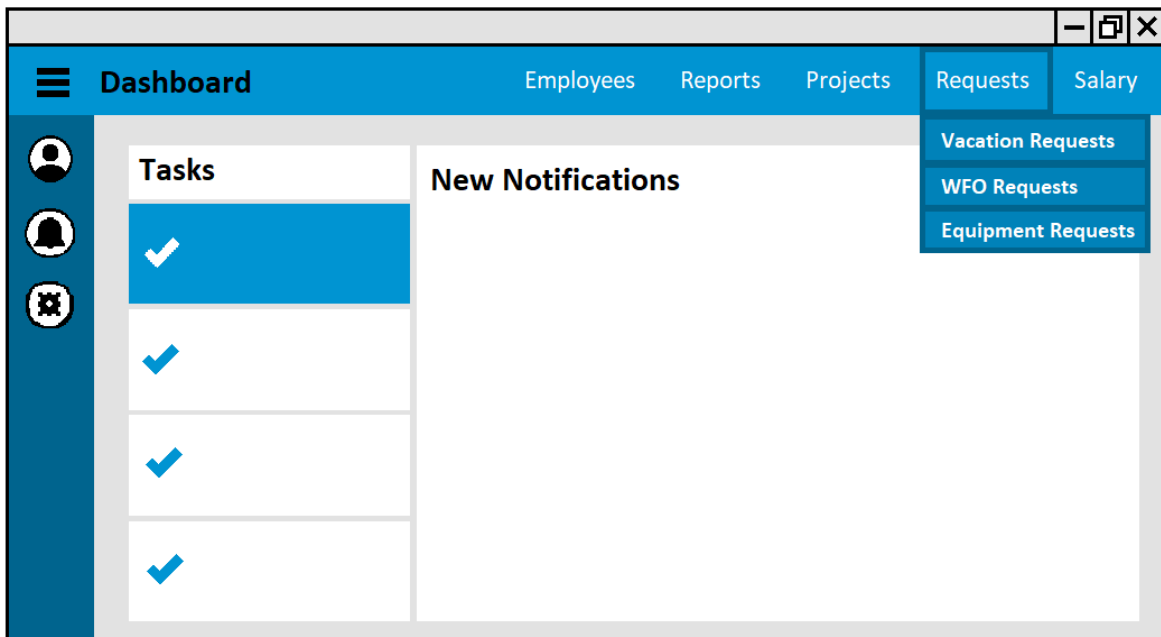 Dashboard
Employees
Reports
Projects
Requests
Salary
Vacation Requests
WFO Requests
Equipment Requests
Tasks
New Notifications